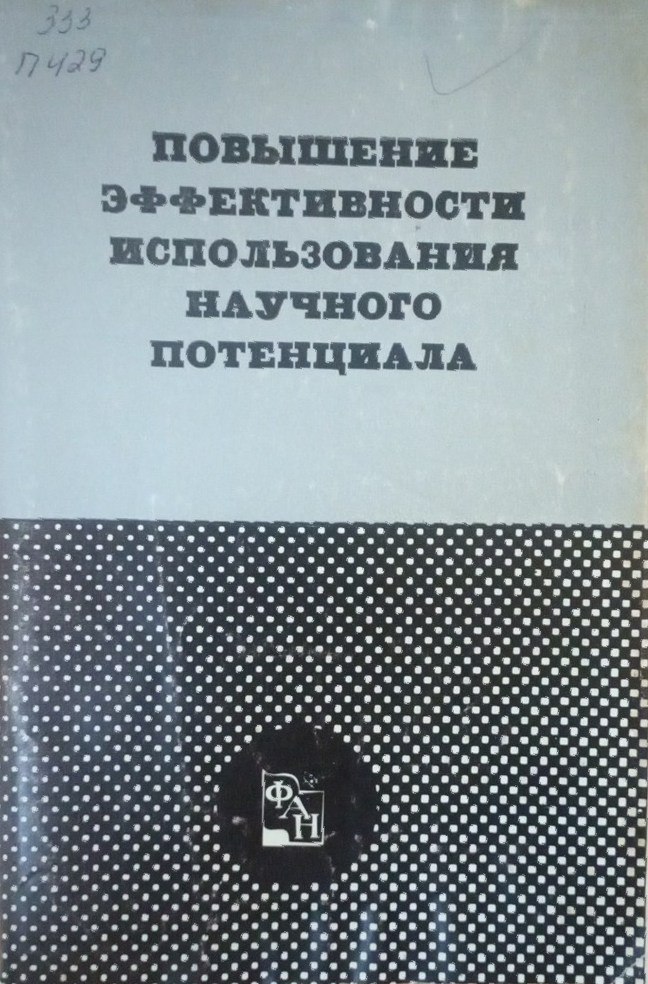 333
П429
ПОВЫШЕНИЕ
ЭФФЕКТИВНОСТИ
ИСПОЛЬЗОВАНИЯ
НАУЧНОГО
ПОТЕНЦИАЛА
ФАН